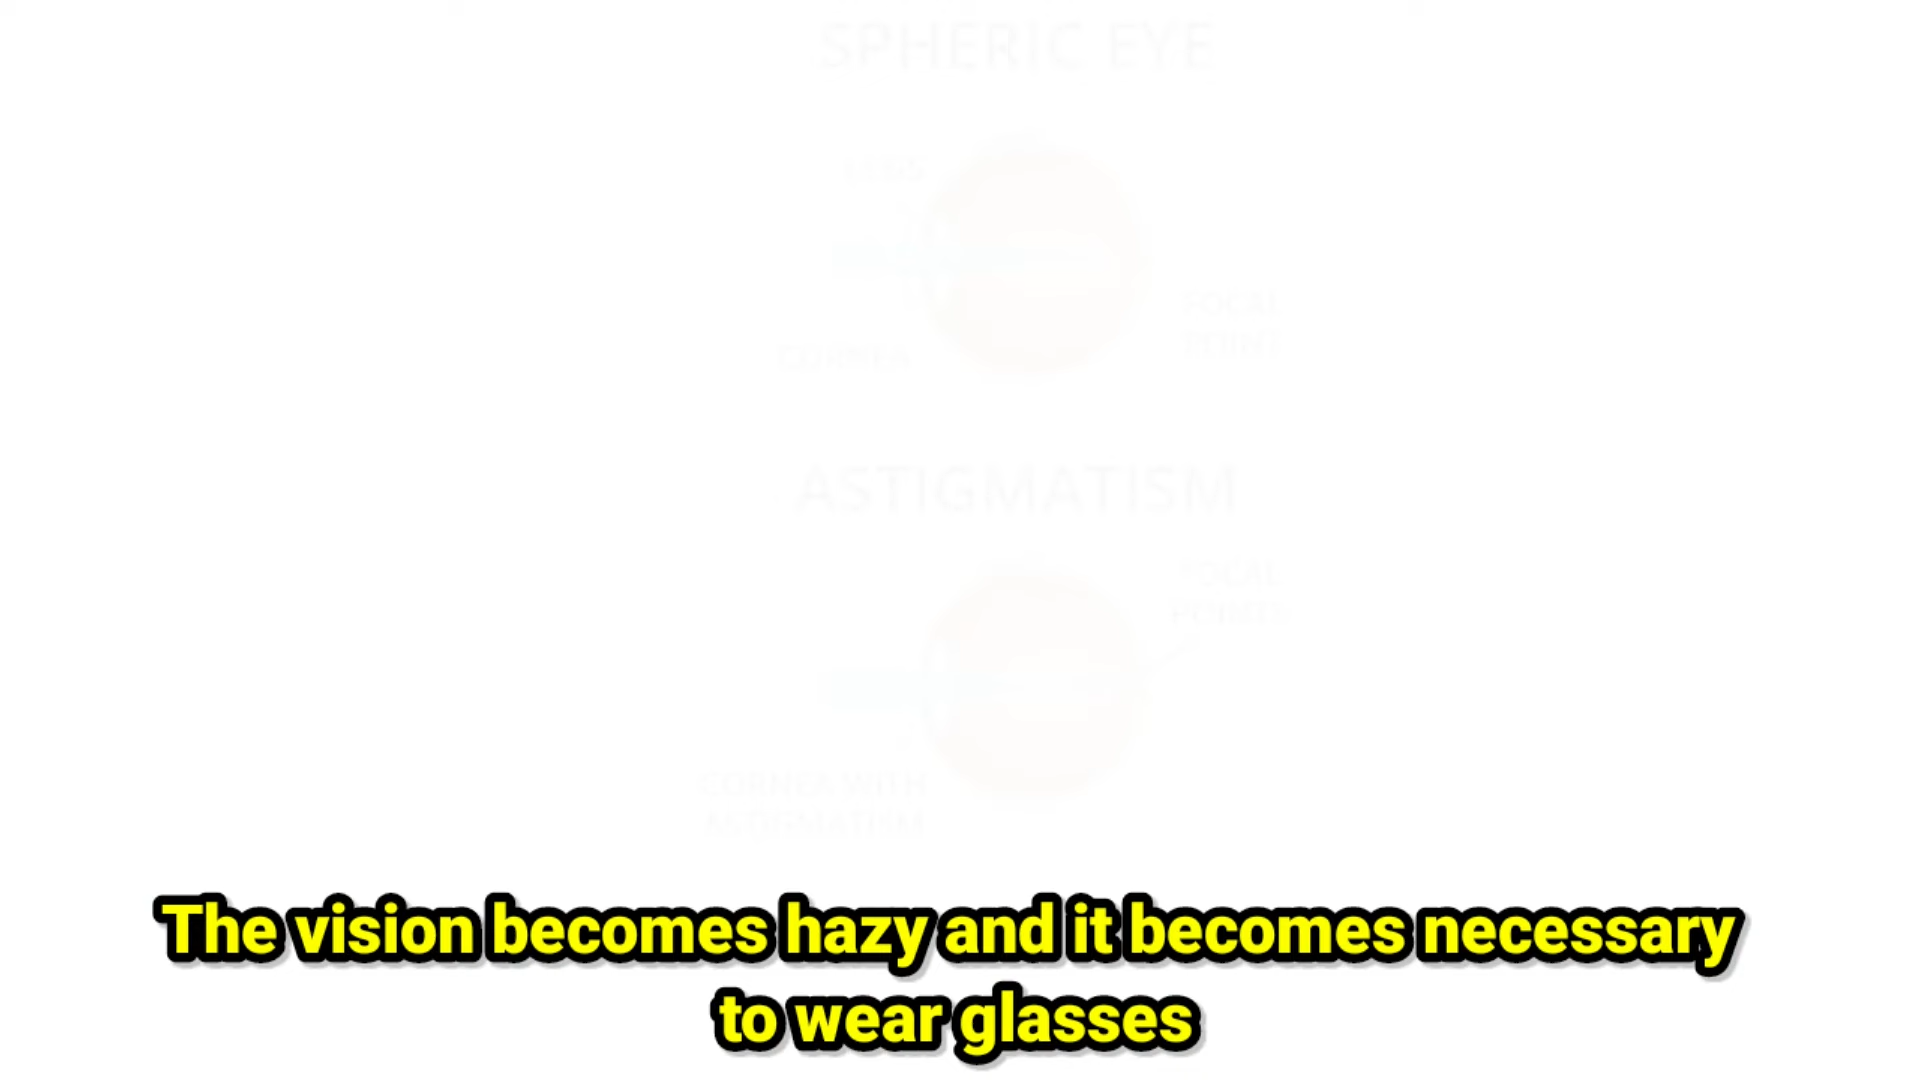 SPHERIC EYE
LENS
CORNEA
FOCAL
POINT
ASTIGMATISM
FOCAL
POINTS
CORNEA WITH
ASTIGMATISM
The vision becomes hazy and it becomes necessary
to wear glasses